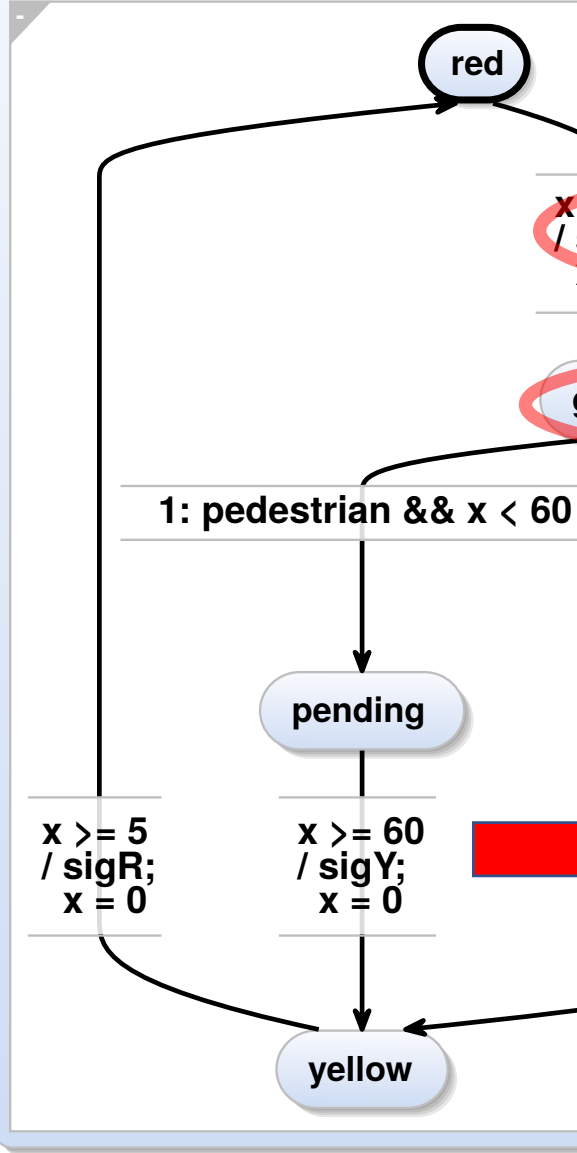 -
red
x
/
1: pedestrian && x < 60
pending
x >= 5
/ sigR;
x = 0
x >= 60
/ sigY;
x = 0
yellow